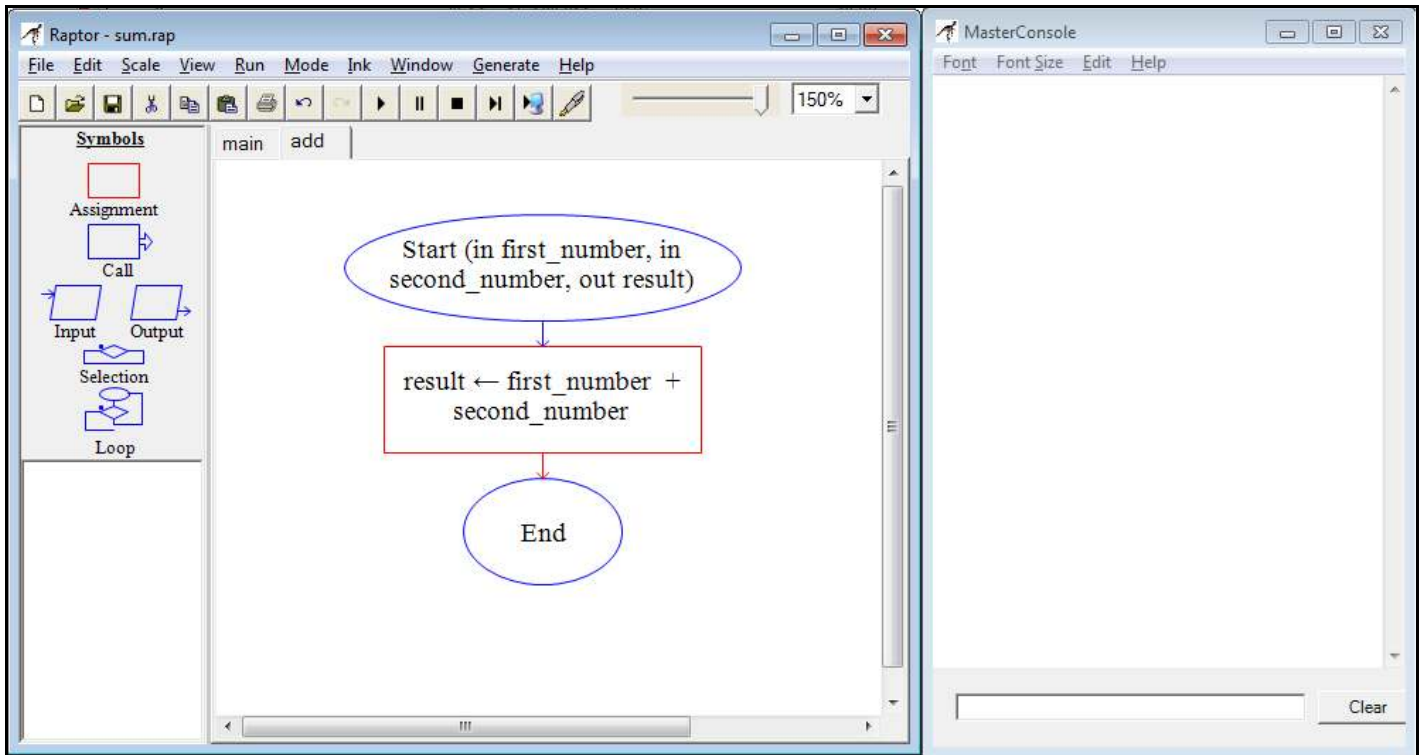 Raptor - sum.rap
File Edit Scale View Run Mode Ink Window Generate Help
150%
Symbols
Assignment
Call
Input Output
Selection
Loop
main add
Start (in first_number, in
second_number, out result)
result ← first_number +
second_number
End
MasterConsole
Font Font Size Edit Help
Clear